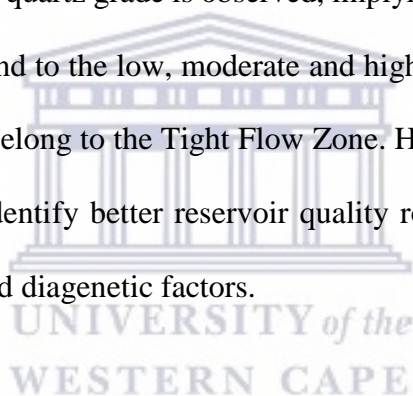 quartz grade is observed, imply
nd to the low, moderate and high
elong to the Tight Flow Zone. H
dentify better reservoir quality r
d diagenetic factors.
UNIVERSITY of the
WESTERN CAPE